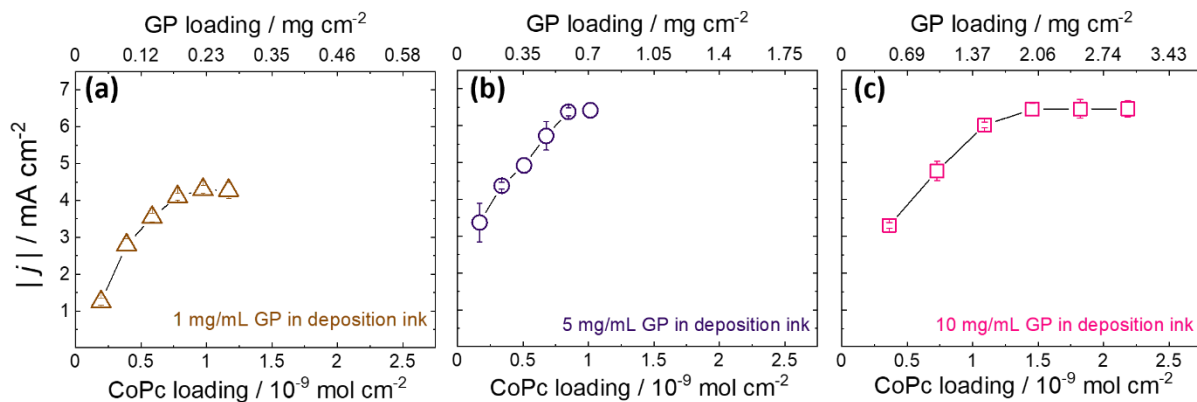 GP loading / mg cm⁻²
0.12 0.23 0.35 0.46 0.58
(a)
7
6
5
4
3
2
1
| j | / mA cm⁻²
1 mg/mL GP in deposition ink
0 0.5 1 1.5 2 2.5
CoPc loading / 10⁻⁹ mol cm⁻²
GP loading / mg cm⁻²
0 0.35 0.7 1.05 1.4 1.75
(b)
5 mg/mL GP in deposition ink
0 0.5 1 1.5 2 2.5
CoPc loading / 10⁻⁹ mol cm⁻²
GP loading / mg cm⁻²
0 0.69 1.37 2.06 2.74 3.43
(c)
10 mg/mL GP in deposition ink
0 0.5 1 1.5 2 2.5
CoPc loading / 10⁻⁹ mol cm⁻²